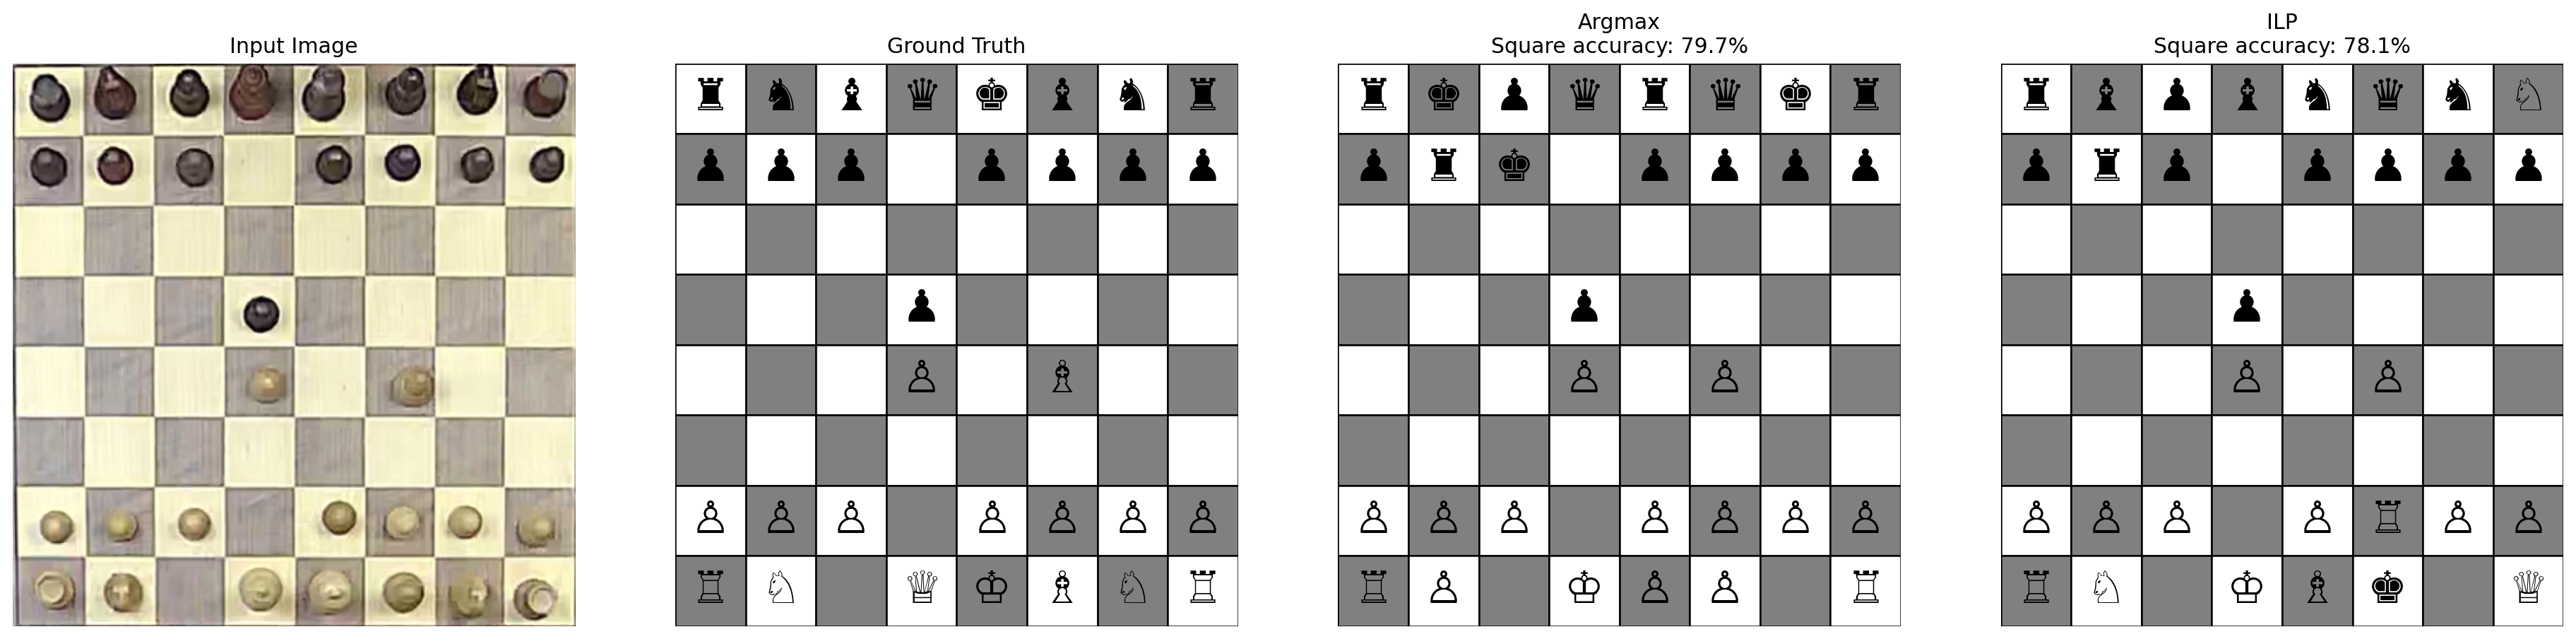 Input Image
Ground Truth
Argmax
Square accuracy: 79.7%
ILP
Square accuracy: 78.1%